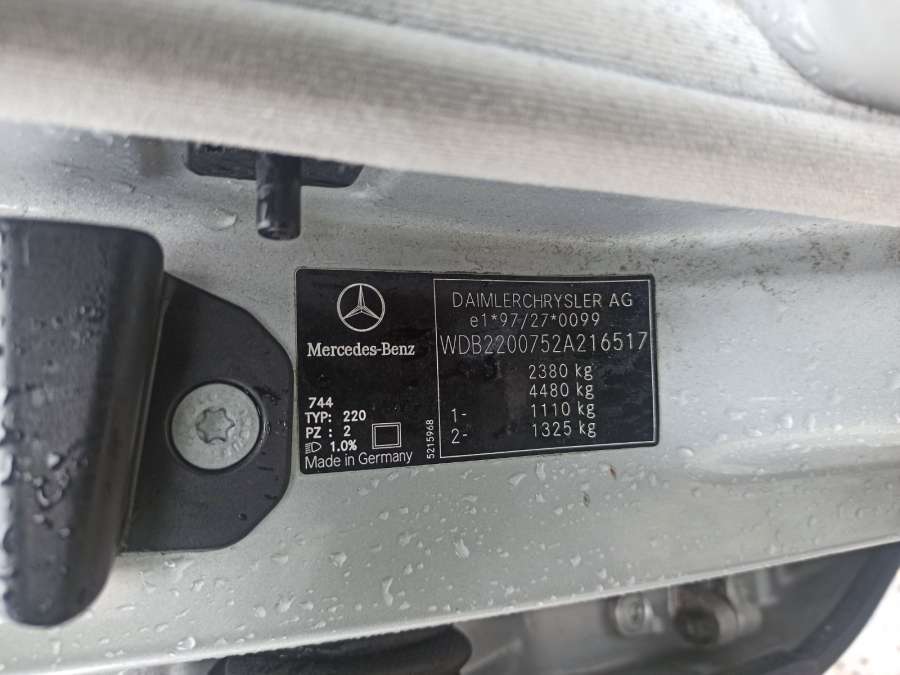 Mercedes-Benz
744
TYP: 220
PZ : 2
1.0%
Made in Germany
5215968
DAIMLERCHRYSLER AG
e1*97/27*0099
WDB2200752A216517
2380 kg
4480 kg
1- 1110 kg
2- 1325 kg